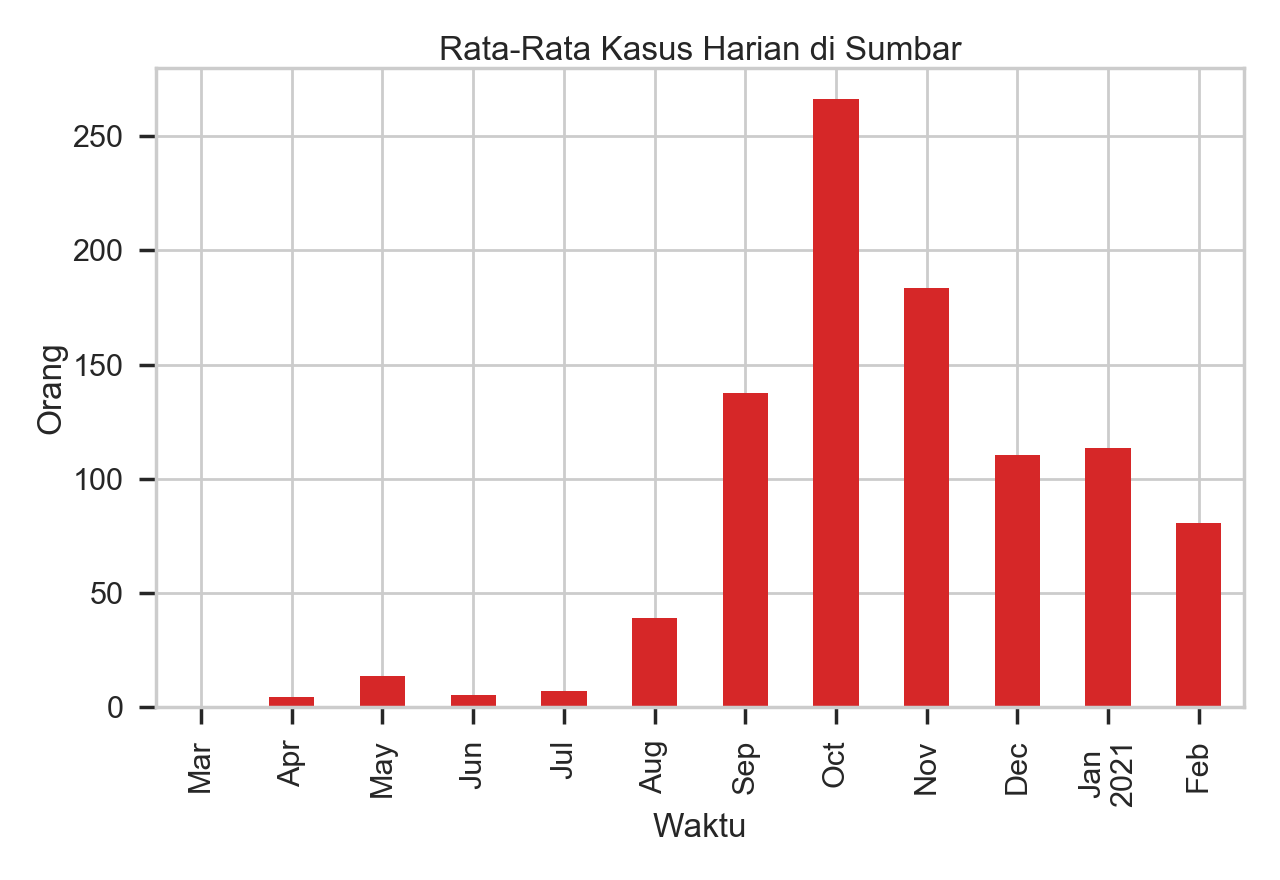 Rata-Rata Kasus Harian di Sumbar
250
200
150
100
50
0
Orang
Mar
Apr
May
Jun
Jul
Aug
Sep
Oct
Nov
Dec
Jan
2021
Feb
Waktu